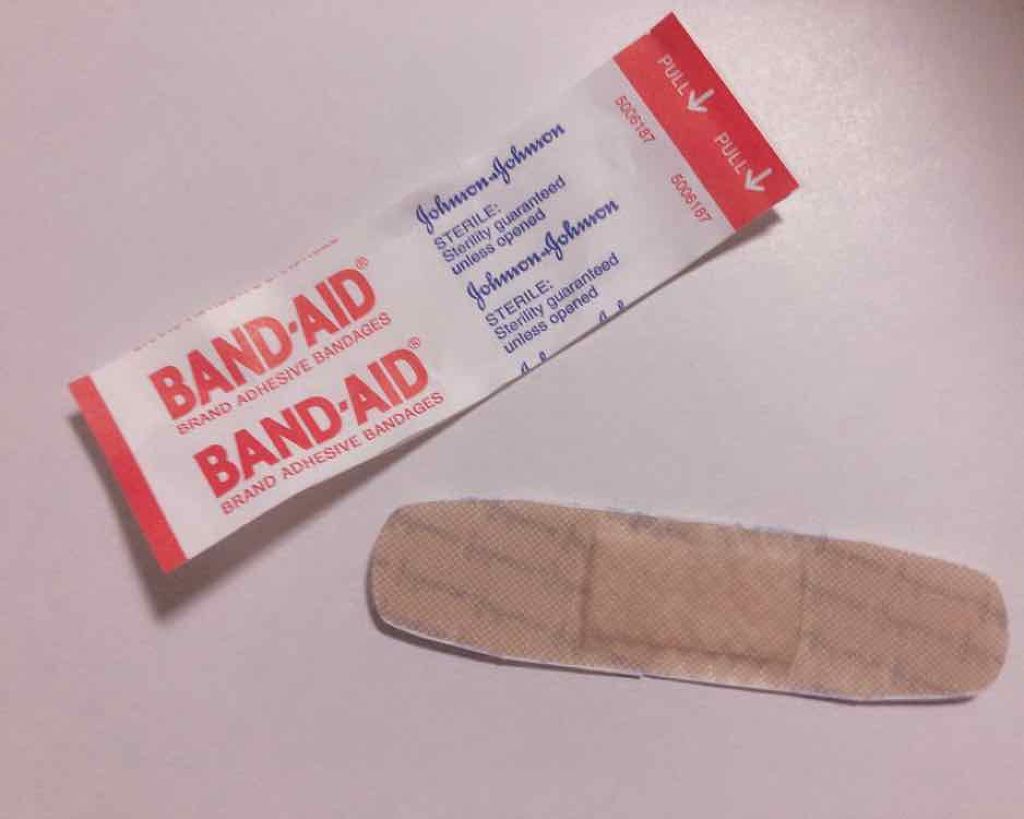 BAND-AID®
BRAND ADHESIVE BANDAGES
BAND-AID®
BRAND ADHESIVE BANDAGES
Johnson & Johnson
STERILE:
Sterility guaranteed
unless opened
Johnson & Johnson
STERILE:
Sterility guaranteed
unless opened
5006187
5006187
PULL
PULL